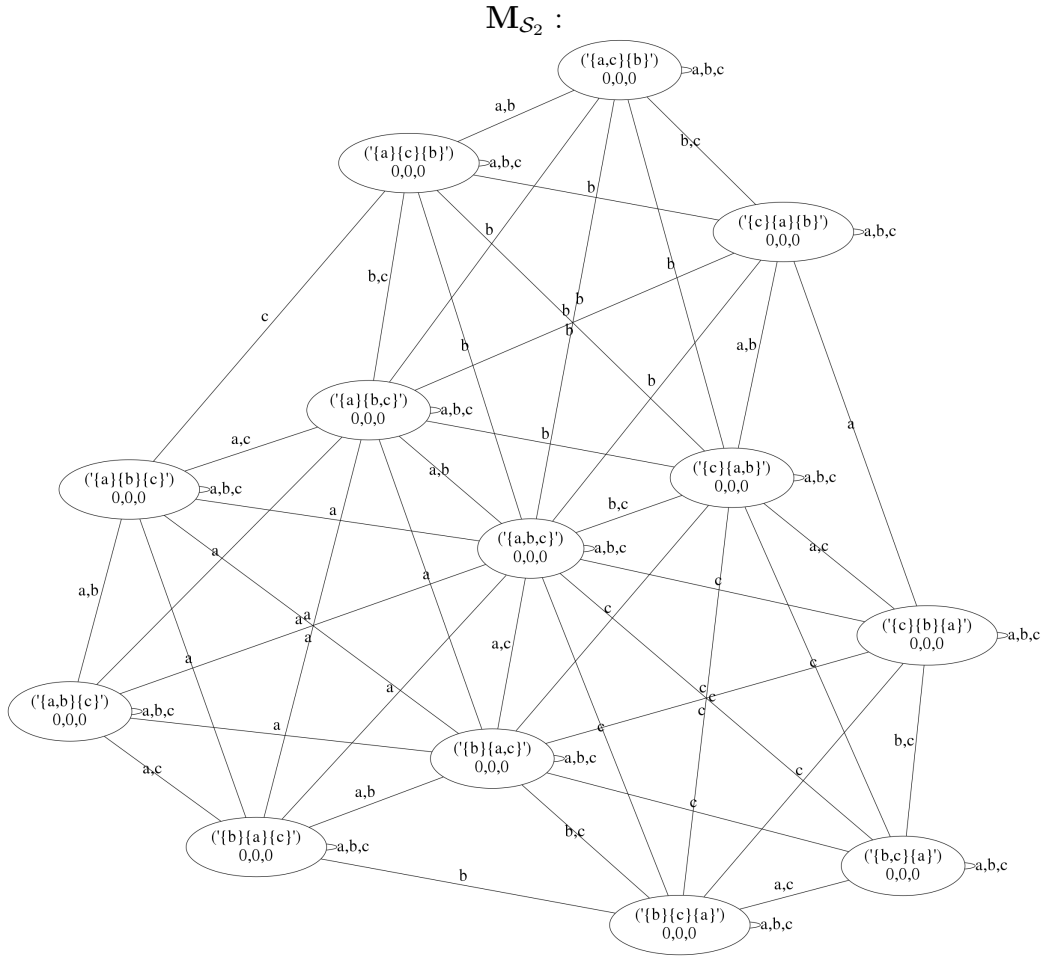 M_{S_2} :
('{a,c}{b}')
0,0,0
a,b,c
a,b
b,c
('{a}{c}{b}')
0,0,0
a,b,c
b
('{c}{a}{b}')
0,0,0
a,b,c
b
b
b,c
b
b
b
c
b
a,b
b
a
('{a}{b,c}')
0,0,0
a,b,c
a,c
a,b
b
('{c}{a,b}')
0,0,0
a,b,c
('{a}{b}{c}')
0,0,0
a,b,c
a
b,c
('{a,b,c}')
0,0,0
a,b,c
a,c
a
a
c
a,b
c
a
a
a
('{c}{b}{a}')
0,0,0
a,b,c
a,c
a
c
a
c
c
c
('{a,b}{c}')
0,0,0
a,b,c
a
c
b,c
('{b}{a,c}')
0,0,0
a,b,c
a,c
c
a,b
c
b,c
('{b}{a}{c}')
0,0,0
a,b,c
('{b,c}{a}')
0,0,0
a,b,c
b
a,c
('{b}{c}{a}')
0,0,0
a,b,c